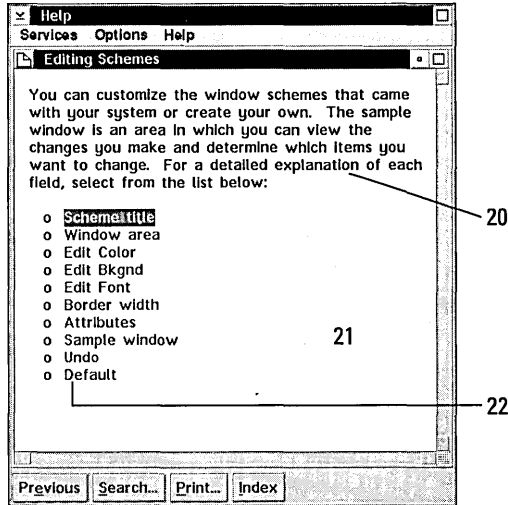 Help
Services Options Help
Editing Schemes
You can customize the window schemes that came
with your system or create your own. The sample
window is an area in which you can view the
changes you make and determine which items you
want to change. For a detailed explanation of each
field, select from the list below:
20
o Scheme title
o Window area
o Edit Color
o Edit Bkgnd
o Edit Font
o Border width
o Attributes
o Sample window 21
o Undo
o Default
22
Previous Search... Print... Index